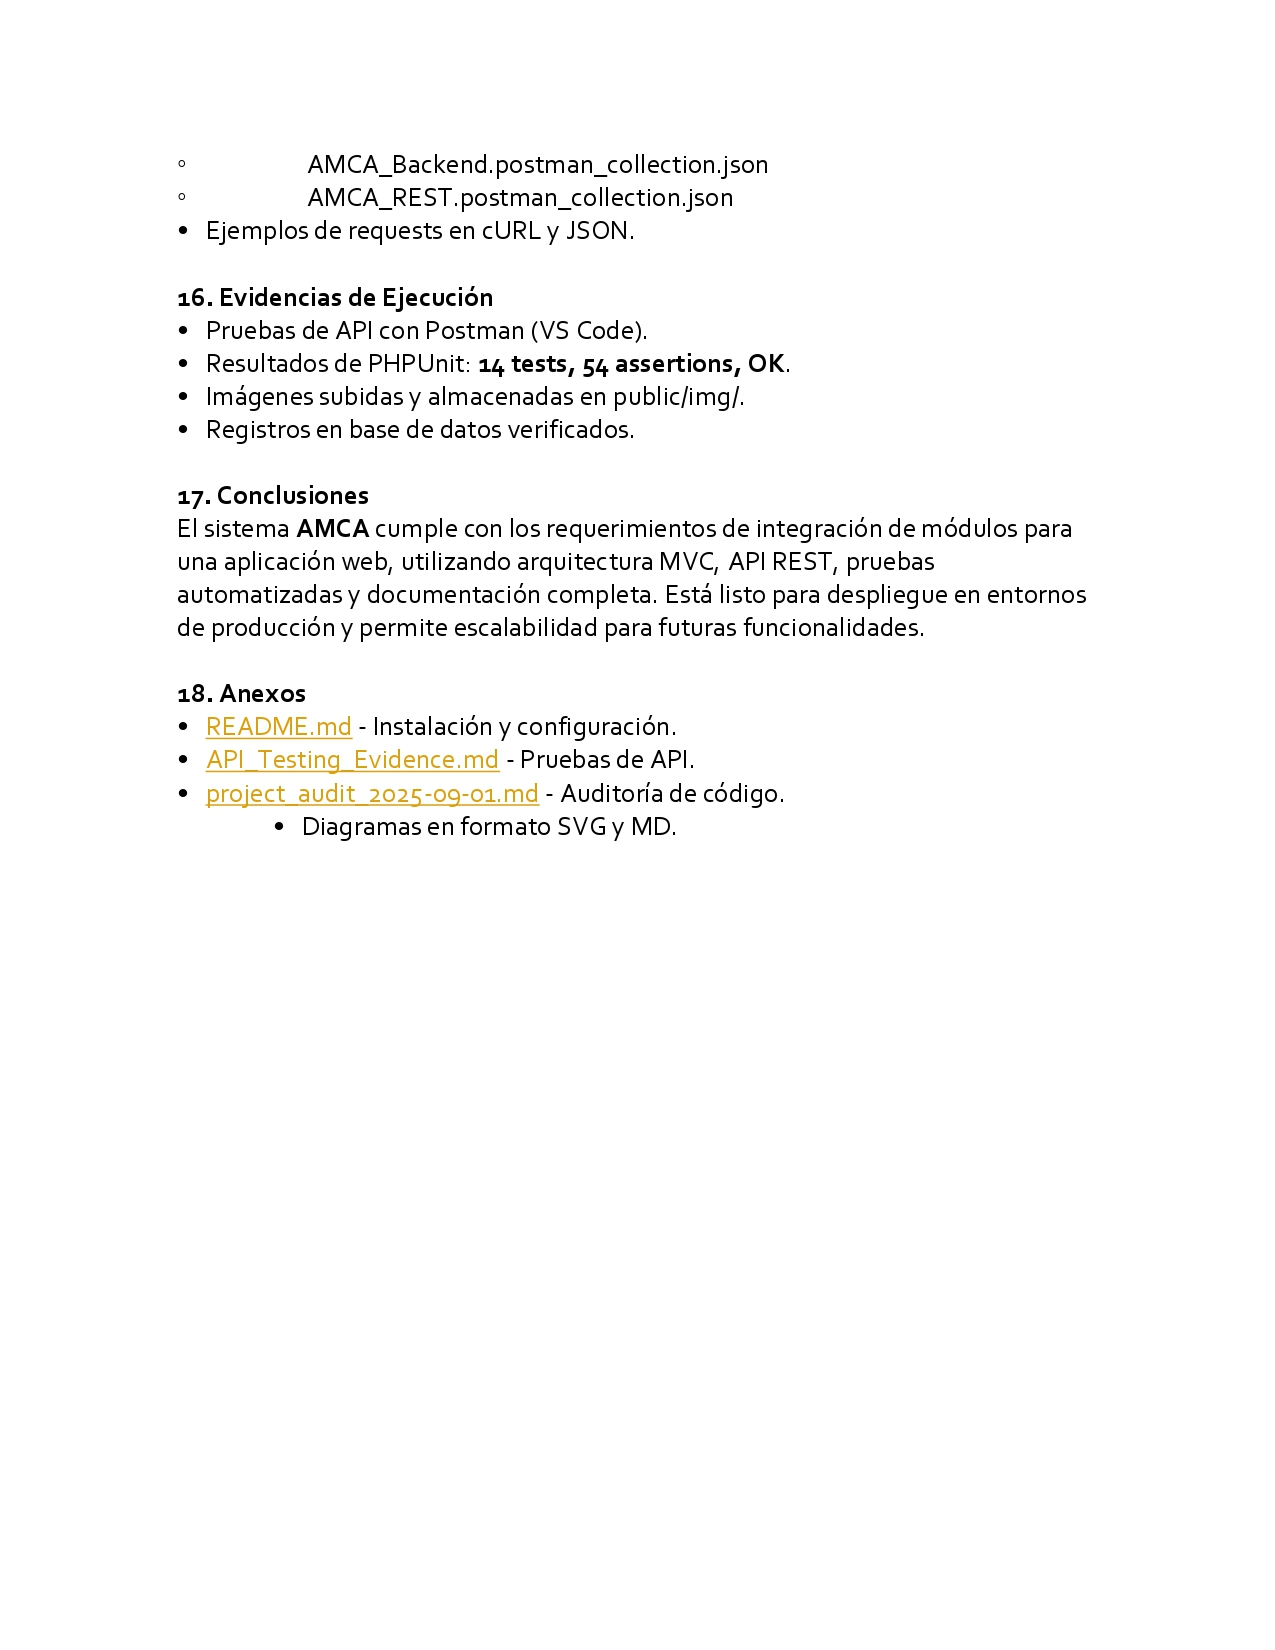 ◦ AMCA_Backend.postman_collection.json
◦ AMCA_REST.postman_collection.json
• Ejemplos de requests en cURL y JSON.
16. Evidencias de Ejecución
• Pruebas de API con Postman (VS Code).
• Resultados de PHPUnit: 14 tests, 54 assertions, OK.
• Imágenes subidas y almacenadas en public/img/.
• Registros en base de datos verificados.
17. Conclusiones
El sistema AMCA cumple con los requerimientos de integración de módulos para
una aplicación web, utilizando arquitectura MVC, API REST, pruebas
automatizadas y documentación completa. Está listo para despliegue en entornos
de producción y permite escalabilidad para futuras funcionalidades.
18. Anexos
• README.md - Instalación y configuración.
• API_Testing_Evidence.md - Pruebas de API.
• project_audit_2025-09-01.md - Auditoría de código.
• Diagramas en formato SVG y MD.